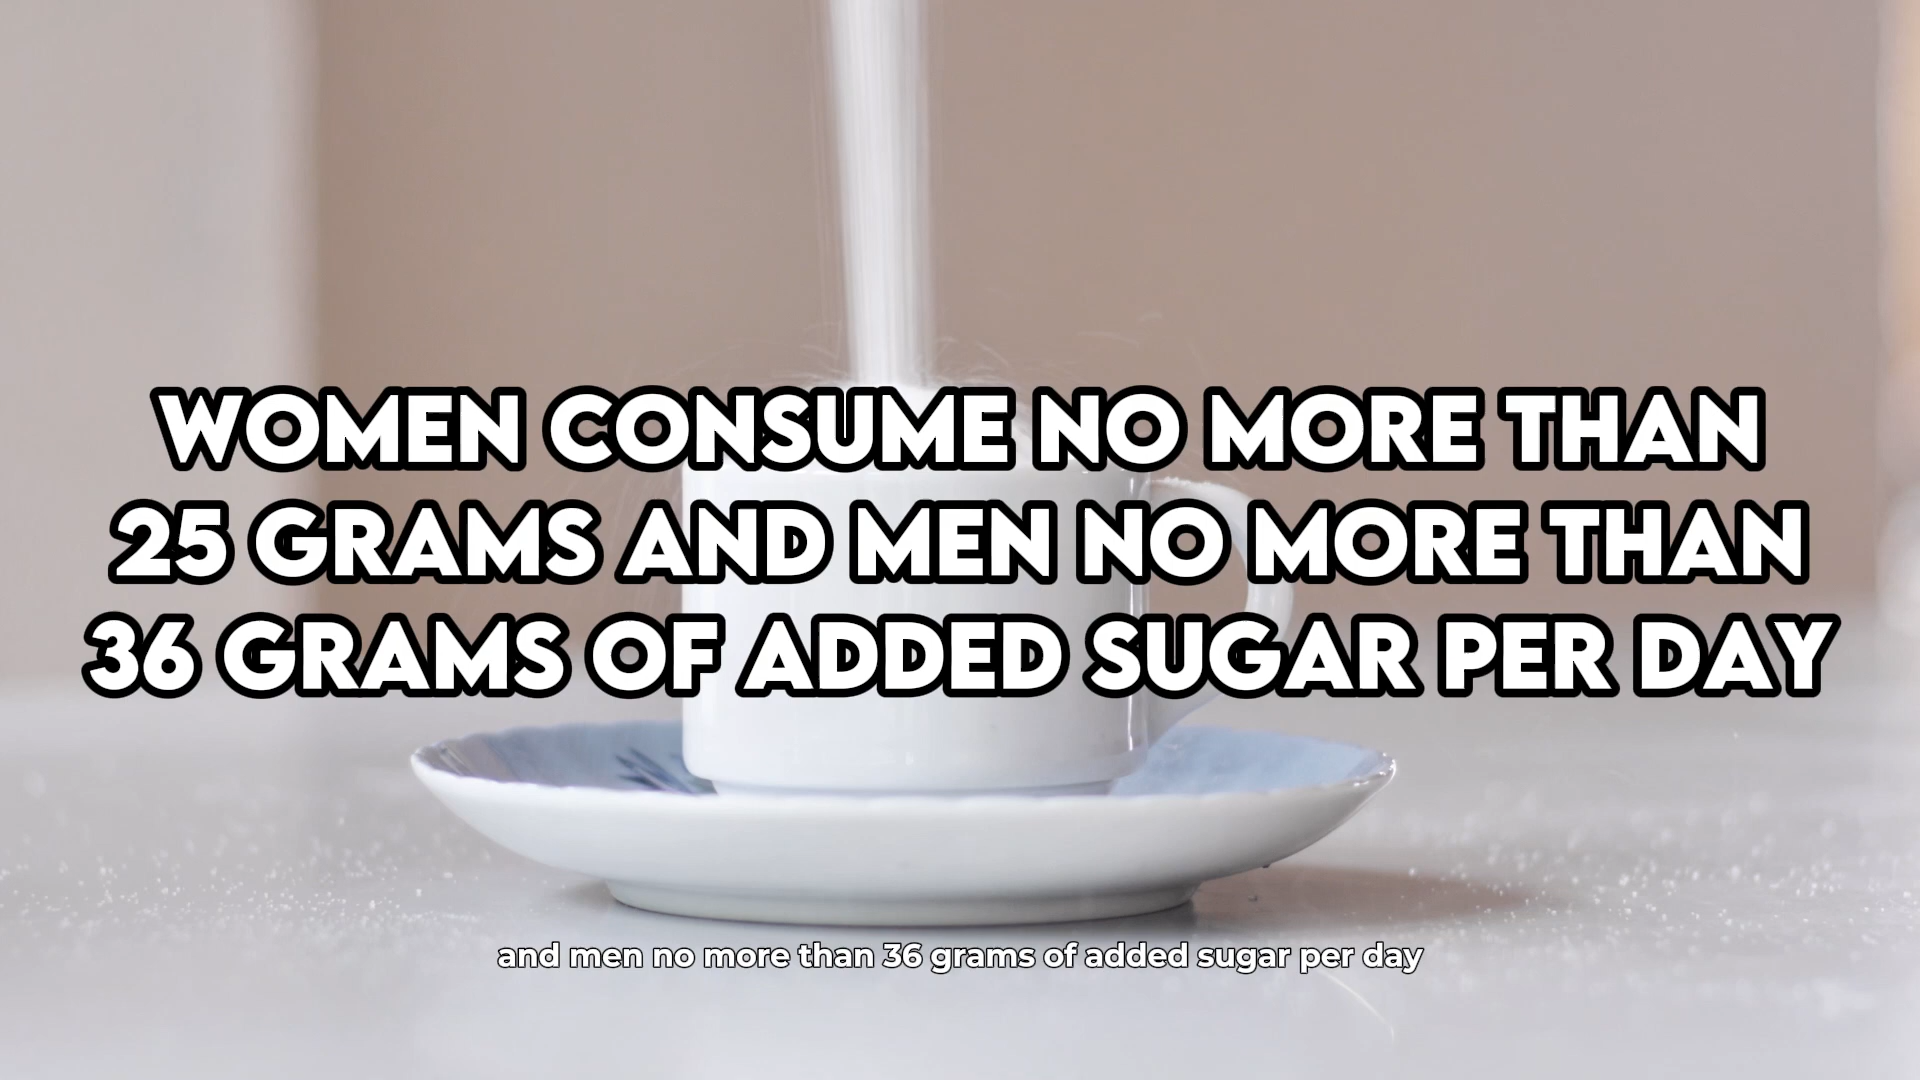 WOMEN CONSUME NO MORE THAN
25 GRAMS AND MEN NO MORE THAN
36 GRAMS OF ADDED SUGAR PER DAY
and men no more than 36 grams of added sugar per day